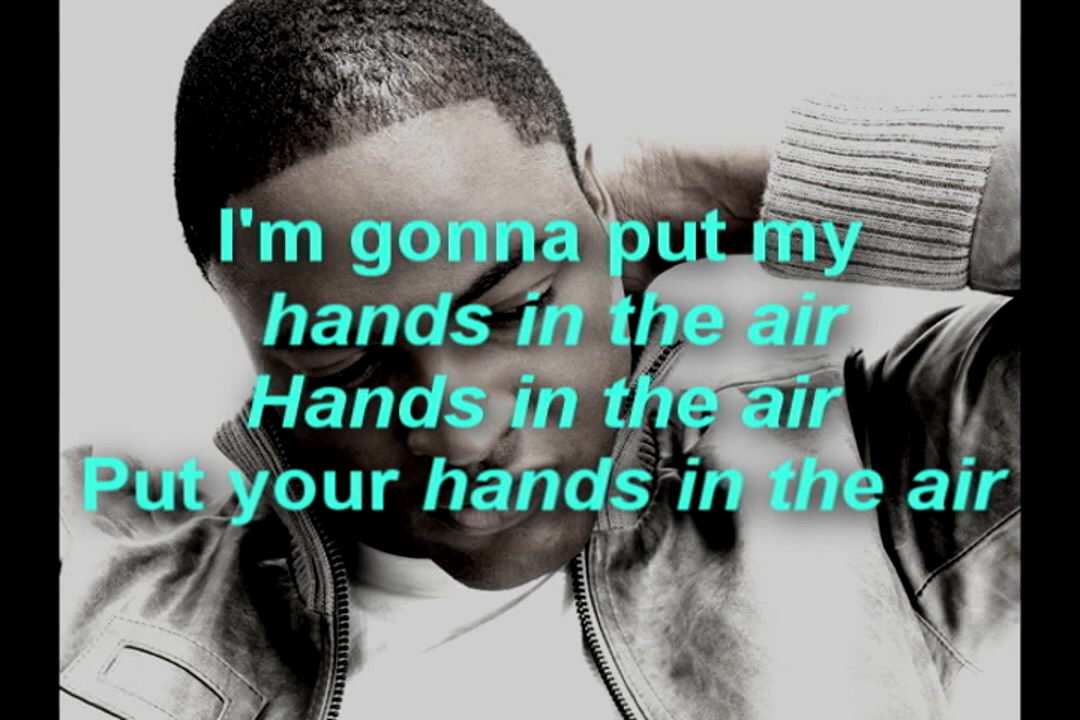 I'm gonna put my
hands in the air
Hands in the air
Put your hands in the air